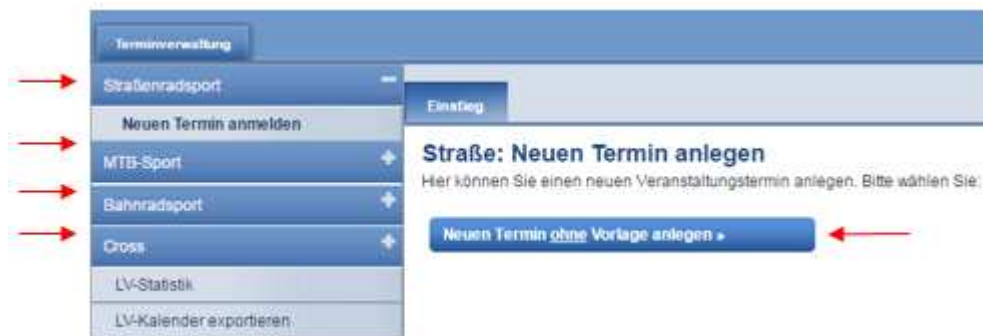 Terminverwaltung
Straßenradsport
Neuen Termin anmelden
MTB-Sport
Bahnradsport
Cross
LV-Statistik
LV-Kalender exportieren
Einstieg
Straße: Neuen Termin anlegen
Hier können Sie einen neuen Veranstaltungstermin anlegen. Bitte wählen Sie:
Neuen Termin ohne Vorlage anlegen »